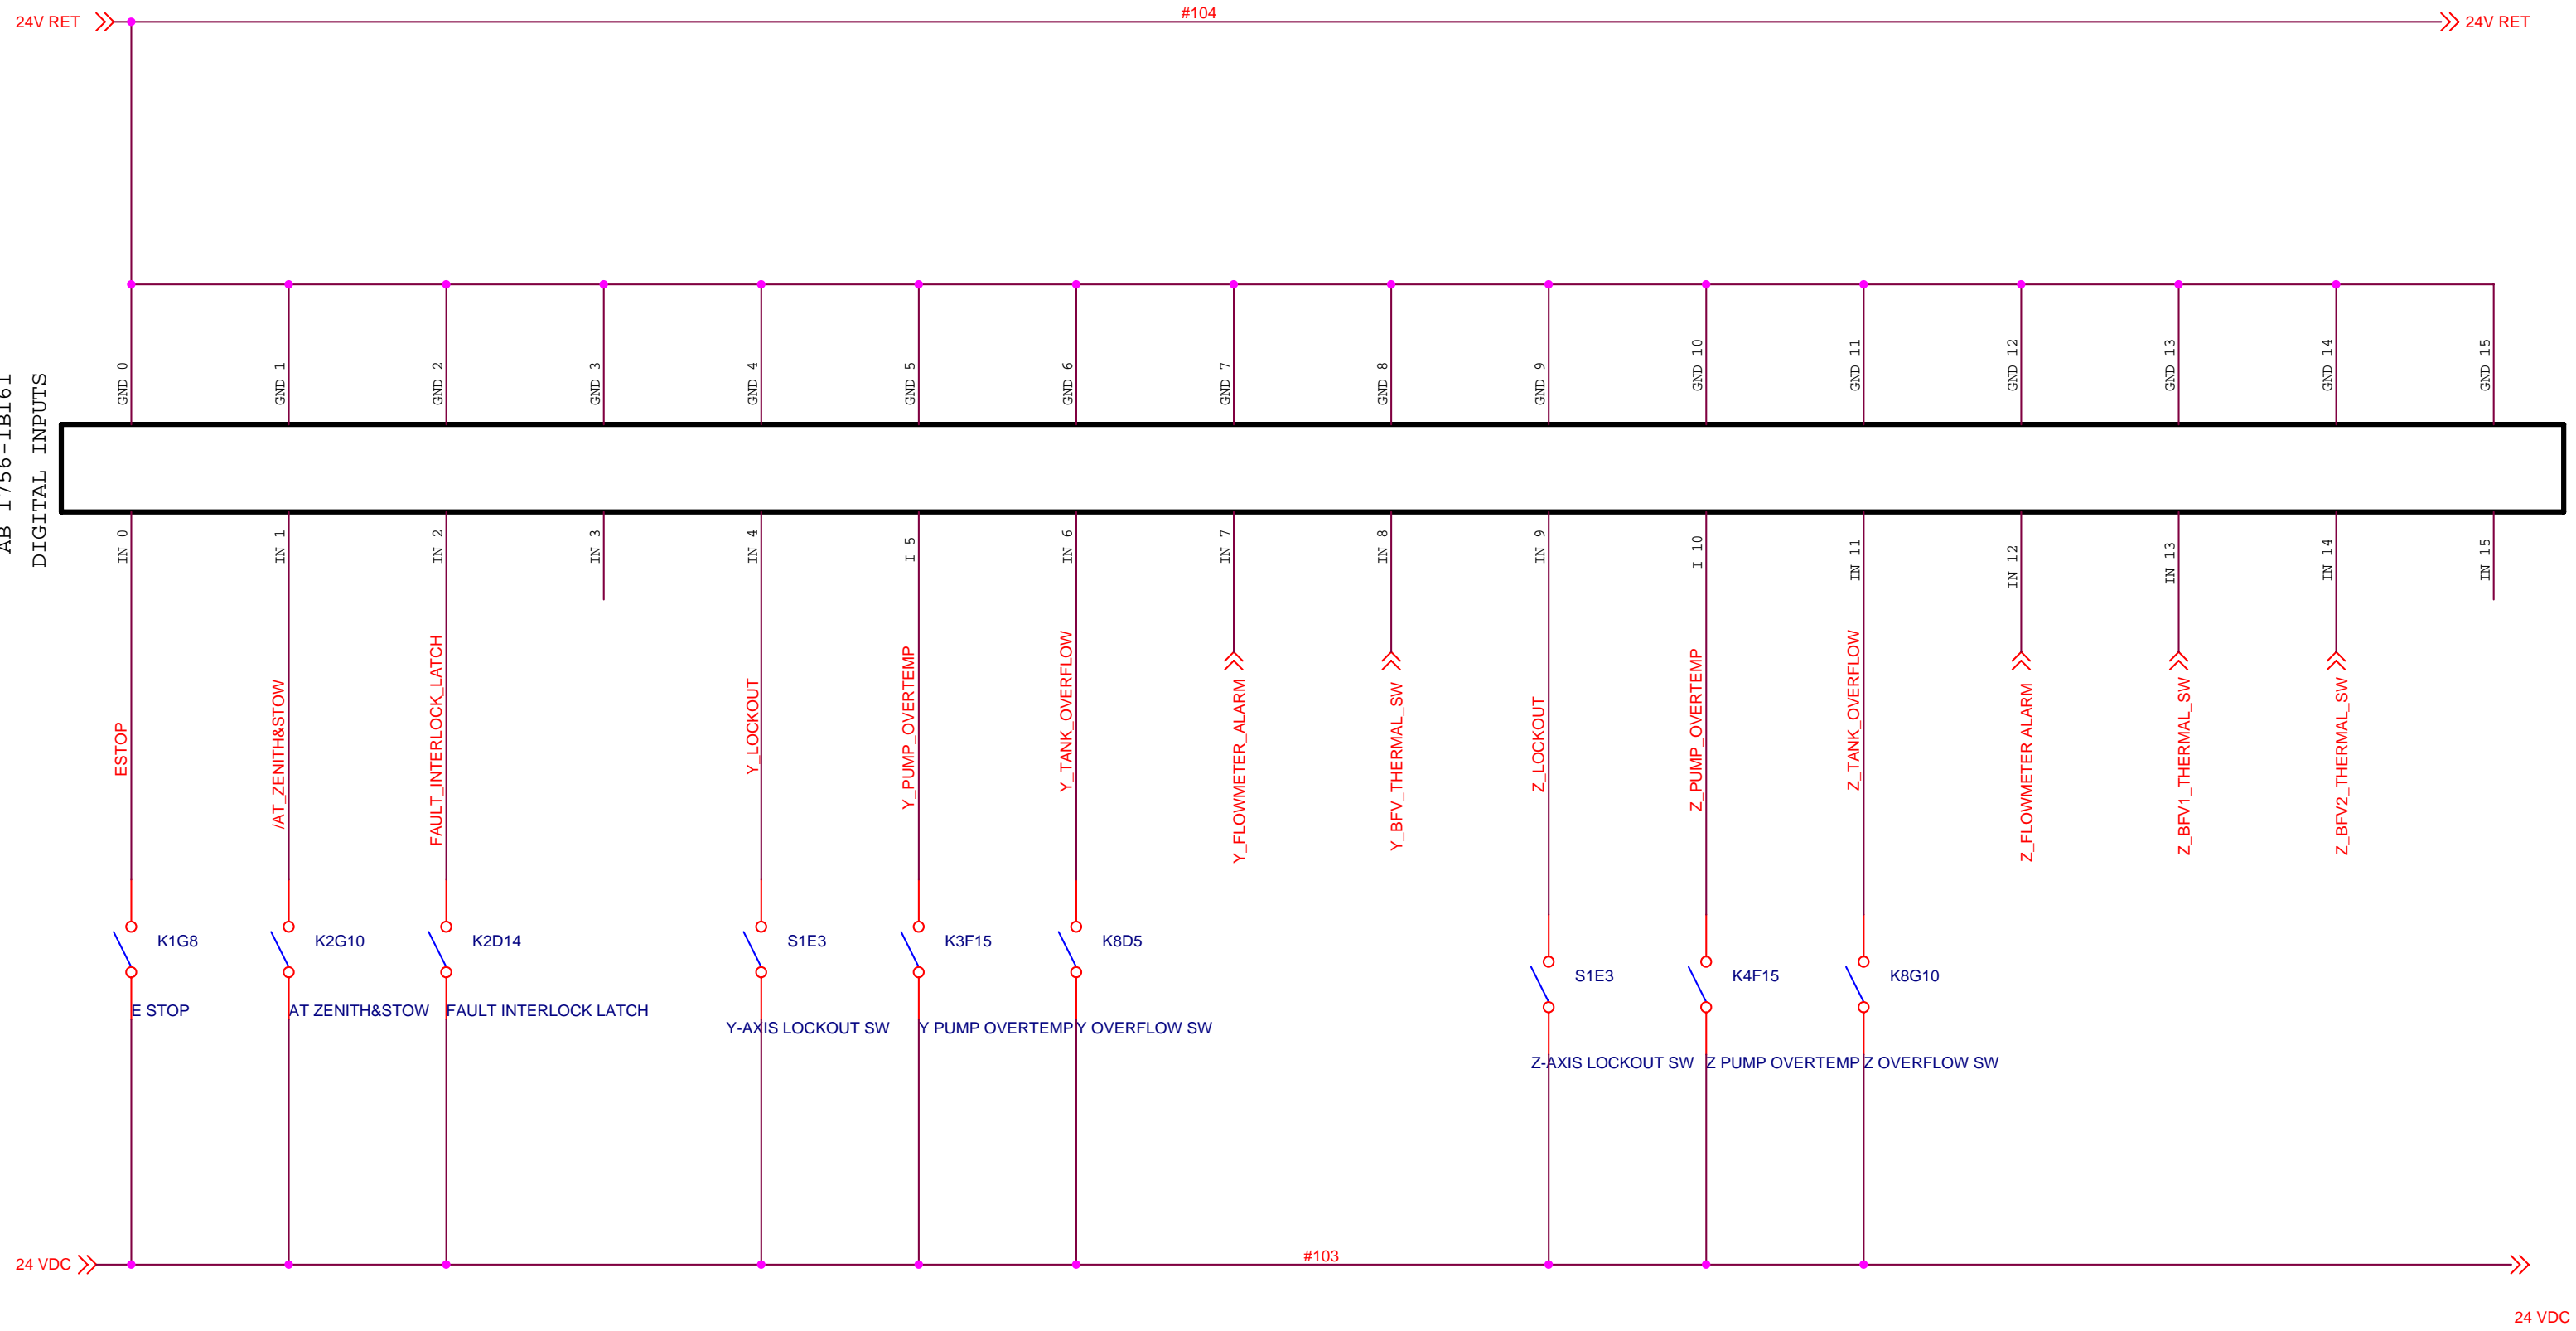 #104
24V RET
24V RET
AB 1756-IB16I
DIGITAL INPUTS
GND 0
GND 1
GND 2
GND 3
GND 4
GND 5
GND 6
GND 7
GND 8
GND 9
GND 10
GND 11
GND 12
GND 13
GND 14
GND 15
IN 0
IN 1
IN 2
IN 3
IN 4
I 5
IN 6
IN 7
IN 8
IN 9
I 10
IN 11
IN 12
IN 13
IN 14
IN 15
ESTOP
/AT_ZENITH&STOW
FAULT_INTERLOCK_LATCH
Y_LOCKOUT
Y_PUMP_OVERTEMP
Y_TANK_OVERFLOW
Y_FLOWMETER_ALARM
Y_BFV_THERMAL_SW
Z_LOCKOUT
Z_PUMP_OVERTEMP
Z_TANK_OVERFLOW
Z_FLOWMETER ALARM
Z_BFV1_THERMAL_SW
Z_BFV2_THERMAL_SW
K1G8
K2G10
K2D14
S1E3
K3F15
K8D5
S1E3
K4F15
K8G10
E STOP
AT ZENITH&STOW
FAULT INTERLOCK LATCH
Y-AXIS LOCKOUT SW
Y PUMP OVERTEMP
Y OVERFLOW SW
Z-AXIS LOCKOUT SW
Z PUMP OVERTEMP
Z OVERFLOW SW
#103
24 VDC
24 VDC